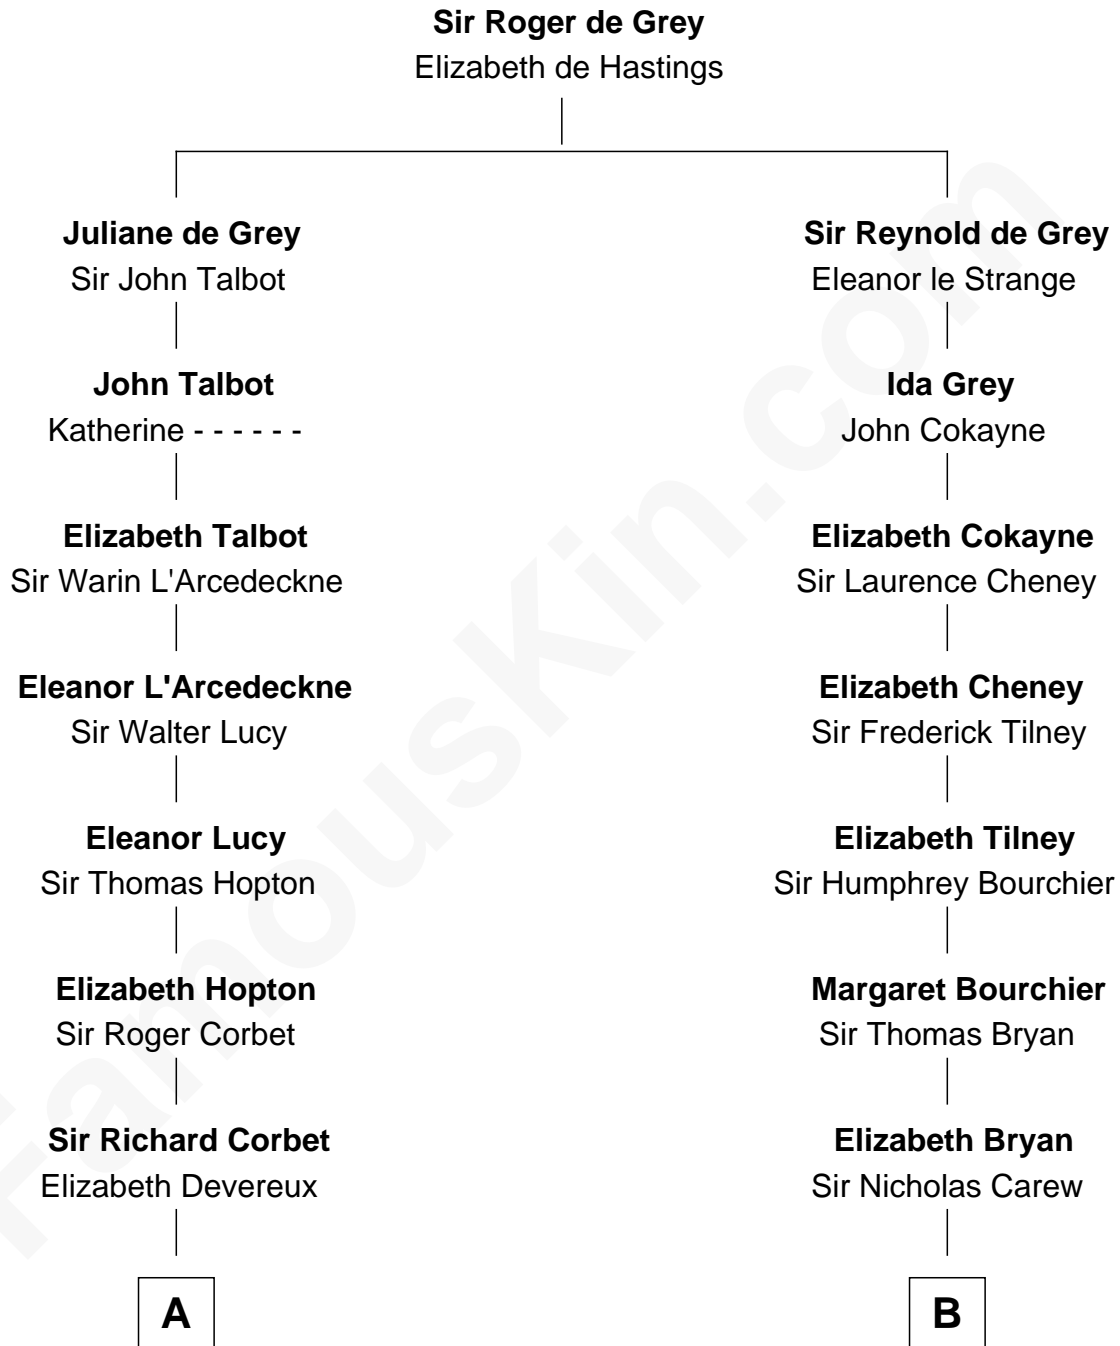 Sir Roger de Grey
Elizabeth de Hastings
Juliane de Grey
Sir John Talbot
Sir Reynold de Grey
Eleanor le Strange
John Talbot
Katherine - - - - - -
Ida Grey
John Cokayne
Elizabeth Talbot
Sir Warin L'Arcedeckne
Elizabeth Cokayne
Sir Laurence Cheney
Eleanor L'Arcedeckne
Sir Walter Lucy
Elizabeth Cheney
Sir Frederick Tilney
Eleanor Lucy
Sir Thomas Hopton
Elizabeth Tilney
Sir Humphrey Bourchier
Elizabeth Hopton
Sir Roger Corbet
Margaret Bourchier
Sir Thomas Bryan
Sir Richard Corbet
Elizabeth Devereux
Elizabeth Bryan
Sir Nicholas Carew
A
B
FamousKin.com